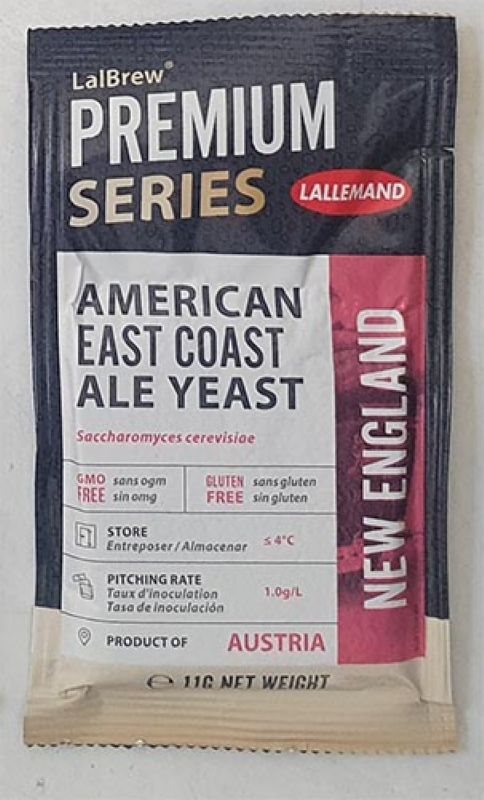 LalBrew®
PREMIUM
SERIES
LALLEMAND
AMERICAN
EAST COAST
ALE YEAST
Saccharomyces cerevisiae
GMO FREE sans ogm sin omg
GLUTEN FREE sans gluten sin gluten
STORE
Entreposer / Almacenar
≤ 4°C
PITCHING RATE
Taux d'inoculation
Tasa de inoculación
1.0g/L
PRODUCT OF AUSTRIA
℮ 11G NET WEIGHT
NEW ENGLAND